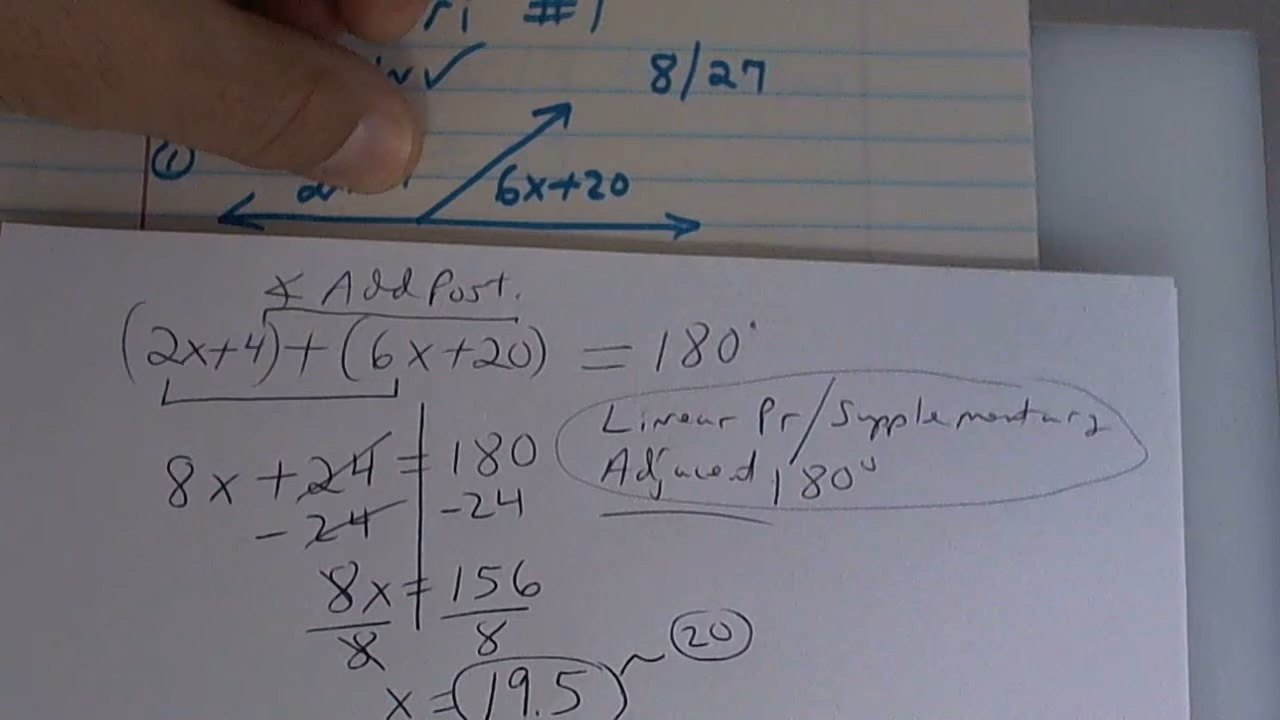 #1
✓ 8/27
① 6x+20
∡ Add Post.
(2x+4)+(6x+20) = 180°
Linear Pr/Supplementary
8x+24=180
Adjacent 180°
-24 -24
8x=156
8 8
20
x=19.5